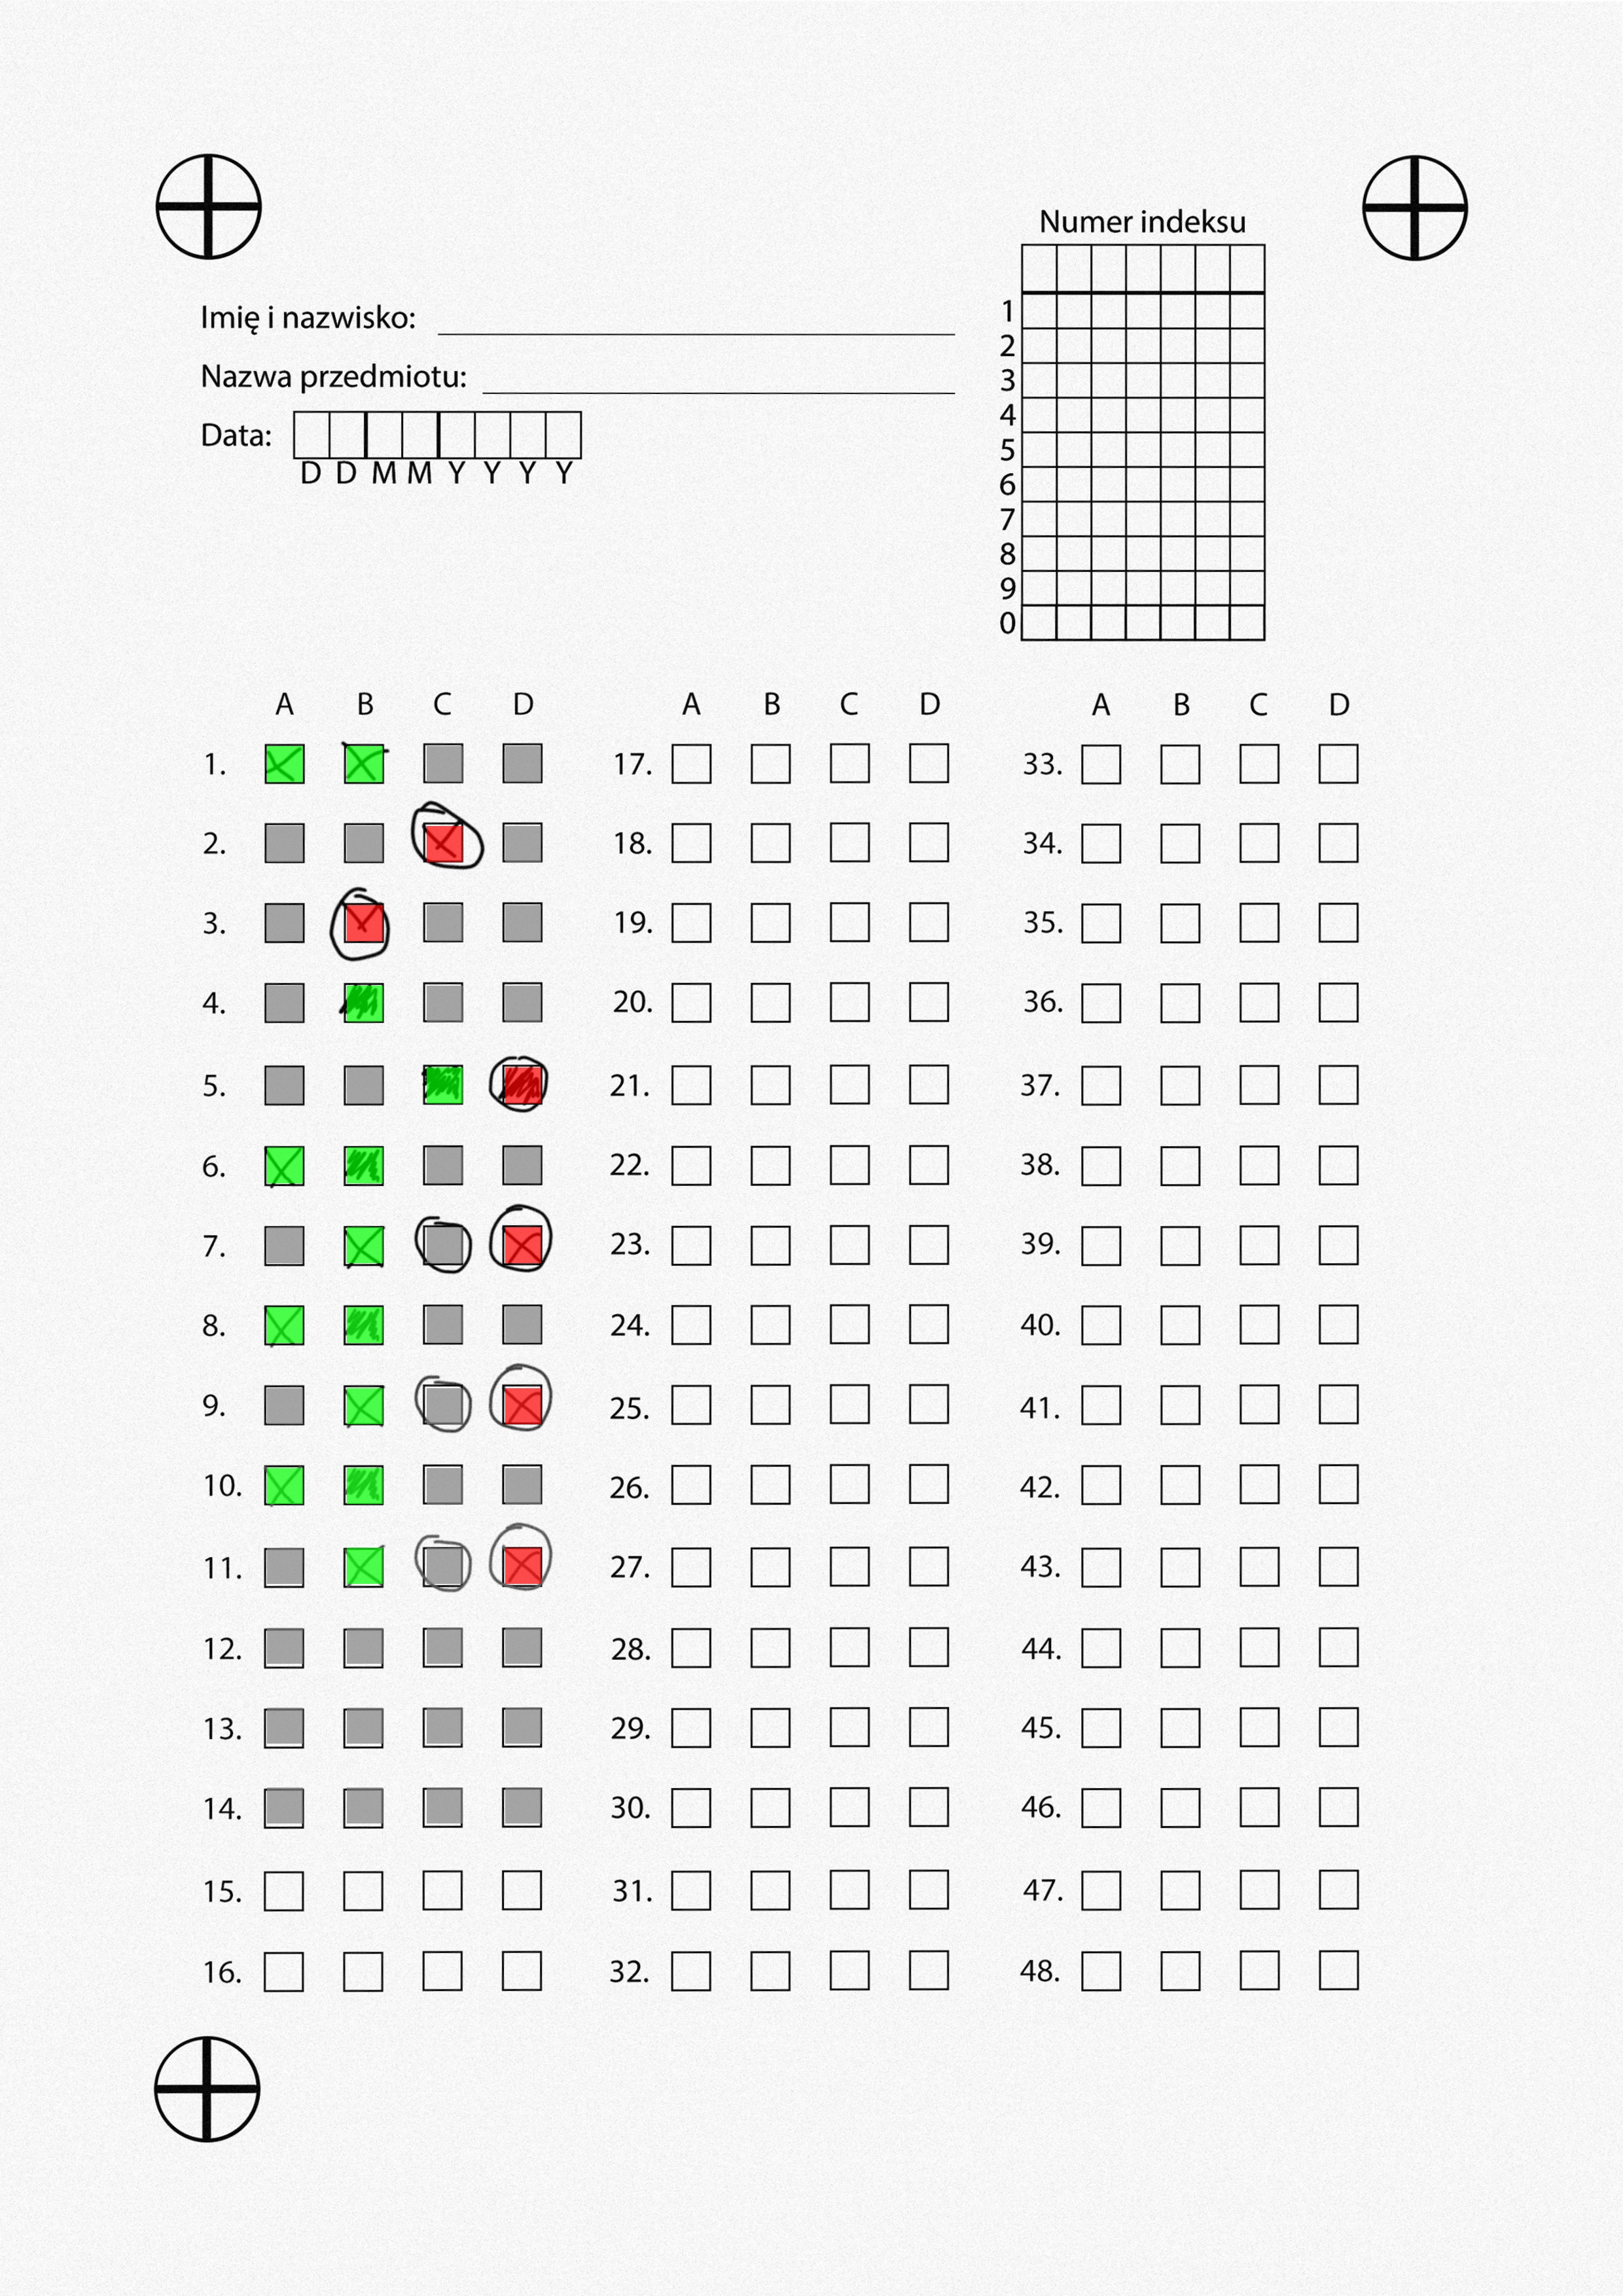 Numer indeksu
Imię i nazwisko:
Nazwa przedmiotu:
Data:
D D M M Y Y Y Y
1
2
3
4
5
6
7
8
9
0
A B C D A B C D A B C D
1. 17. 33.
2. 18. 34.
3. 19. 35.
4. 20. 36.
5. 21. 37.
6. 22. 38.
7. 23. 39.
8. 24. 40.
9. 25. 41.
10. 26. 42.
11. 27. 43.
12. 28. 44.
13. 29. 45.
14. 30. 46.
15. 31. 47.
16. 32. 48.